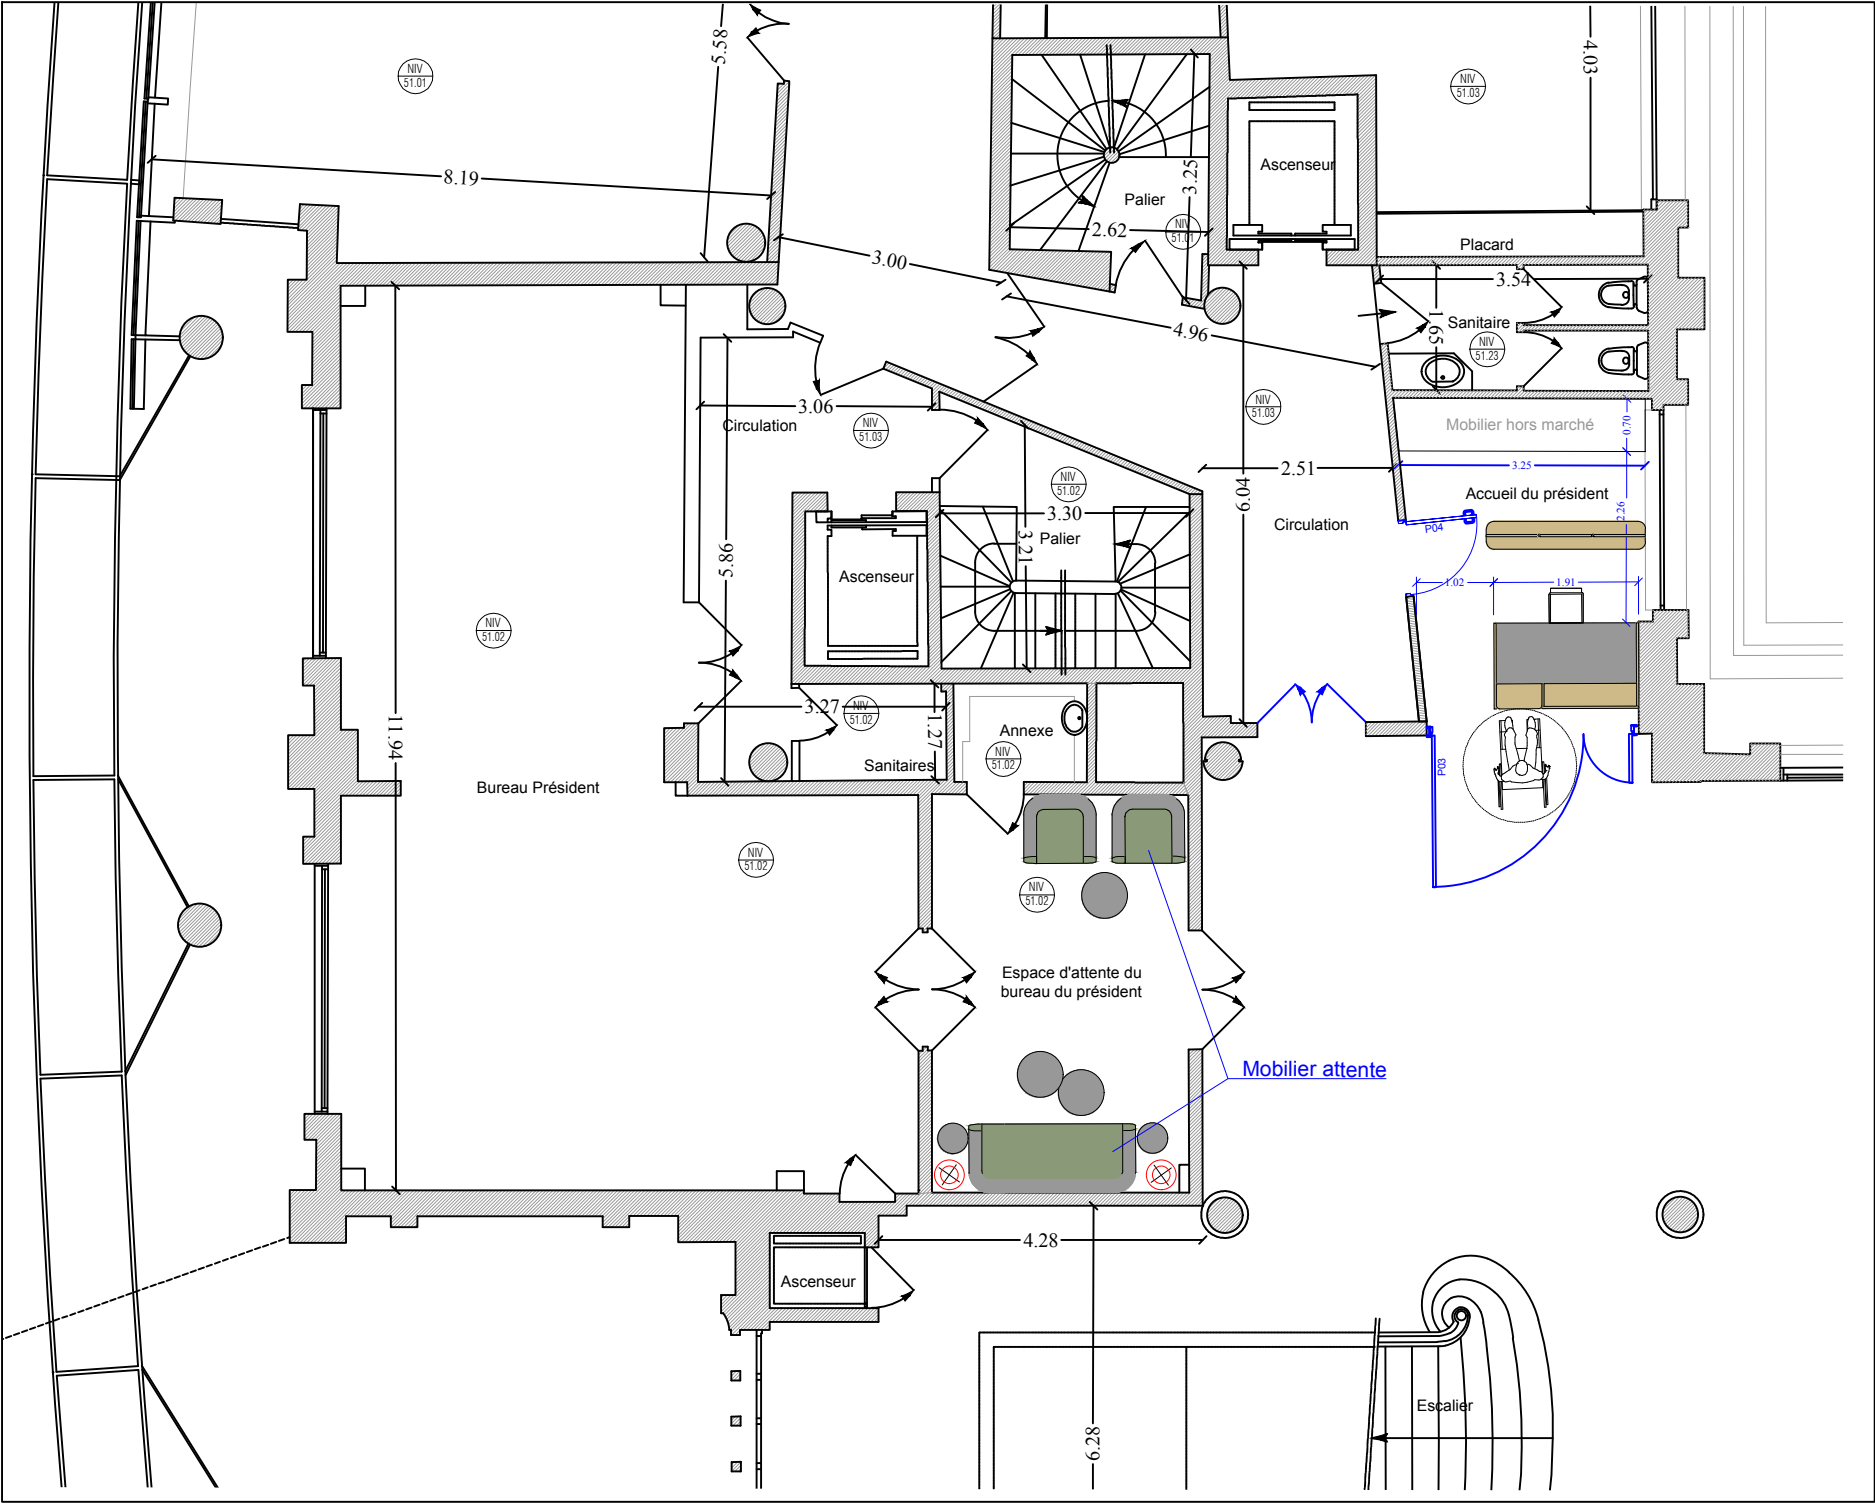 5.58
4.03
NIV
51.01
NIV
51.03
8.19
Ascenseur
3.25
Palier
NIV
51.01
2.62
Placard
3.00
3.54
4.96
Sanitaire
1.65
NIV
51.23
3.06
Circulation
NIV
51.03
NIV
51.03
0.70
Mobilier hors marché
3.25
2.51
Accueil du président
NIV
51.02
6.04
3.30
Palier
3.21
Circulation
P04
2.26
5.86
Ascenseur
1.02
1.91
NIV
51.02
3.27
NIV
51.02
1.27
Annexe
NIV
51.02
Sanitaires
11.94
Bureau Président
P03
NIV
51.02
NIV
51.02
Espace d'attente du
bureau du président
Mobilier attente
4.28
Ascenseur
Escalier
6.28